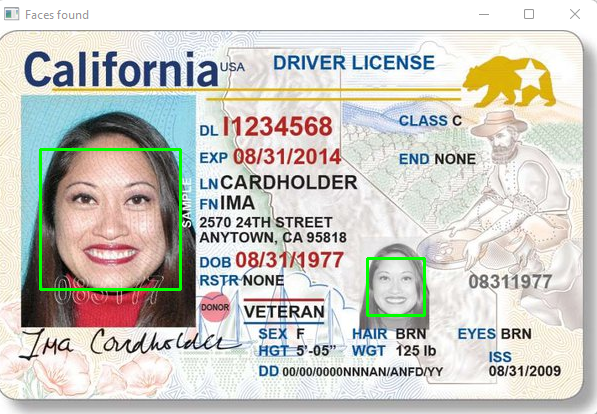 Faces found
California USA DRIVER LICENSE
DL I1234568 CLASS C
EXP 08/31/2014 END NONE
LN CARDHOLDER
FN IMA
2570 24TH STREET
ANYTOWN, CA 95818
DOB 08/31/1977
RSTR NONE 08311977
SAMPLE
DONOR
VETERAN
SEX F HAIR BRN EYES BRN
HGT 5'-05" WGT 125 lb ISS
DD 00/00/0000NNNAN/ANFD/YY 08/31/2009
Ima Cardholder